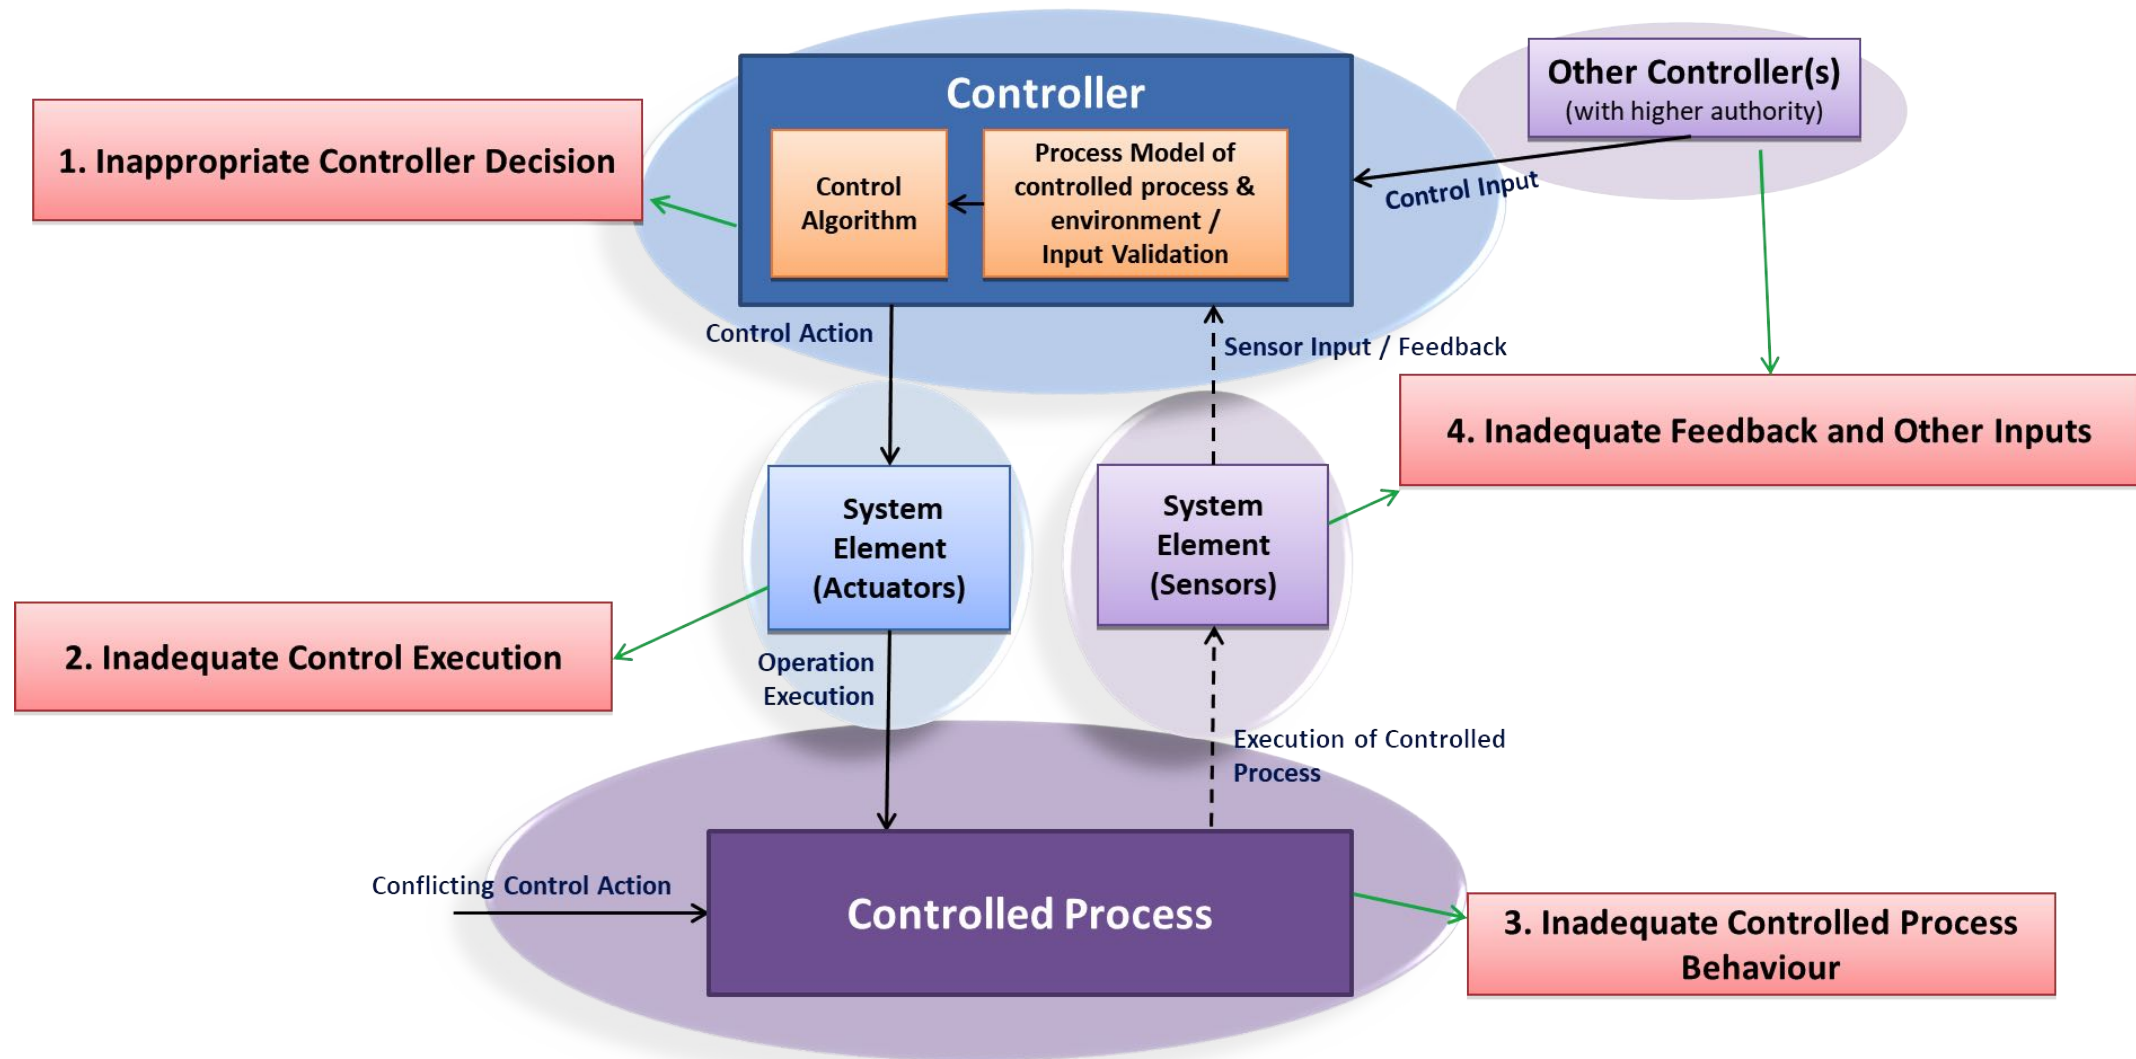 Controller
Other Controller(s)
(with higher authority)
1. Inappropriate Controller Decision
Control
Algorithm
Process Model of
controlled process &
environment /
Input Validation
Control Input
Control Action
Sensor Input / Feedback
4. Inadequate Feedback and Other Inputs
System
Element
(Actuators)
System
Element
(Sensors)
2. Inadequate Control Execution
Operation
Execution
Execution of Controlled
Process
Conflicting Control Action
Controlled Process
3. Inadequate Controlled Process
Behaviour